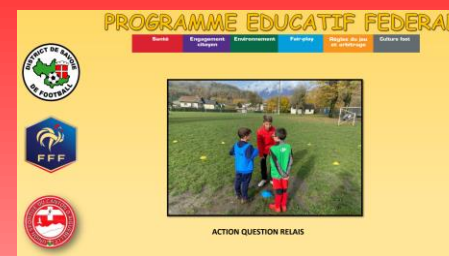 PROGRAMME EDUCATIF FEDERAL
Santé
Engagement citoyen
Environnement
Fair-play
Règles du jeu et arbitrage
Culture foot
DISTRICT DE SAVOIE
DE FOOTBALL
FFF
ACTION QUESTION RELAIS